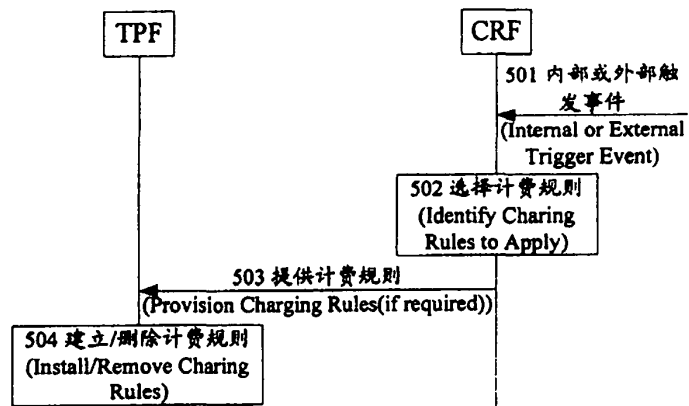 TPF
CRF
501 内部或外部触
发事件
(Internal or External
Trigger Event)
502 选择计费规则
(Identify Charing
Rules to Apply)
503 提供计费规则
(Provision Charging Rules(if required))
504 建立/删除计费规则
(Install/Remove Charing
Rules)